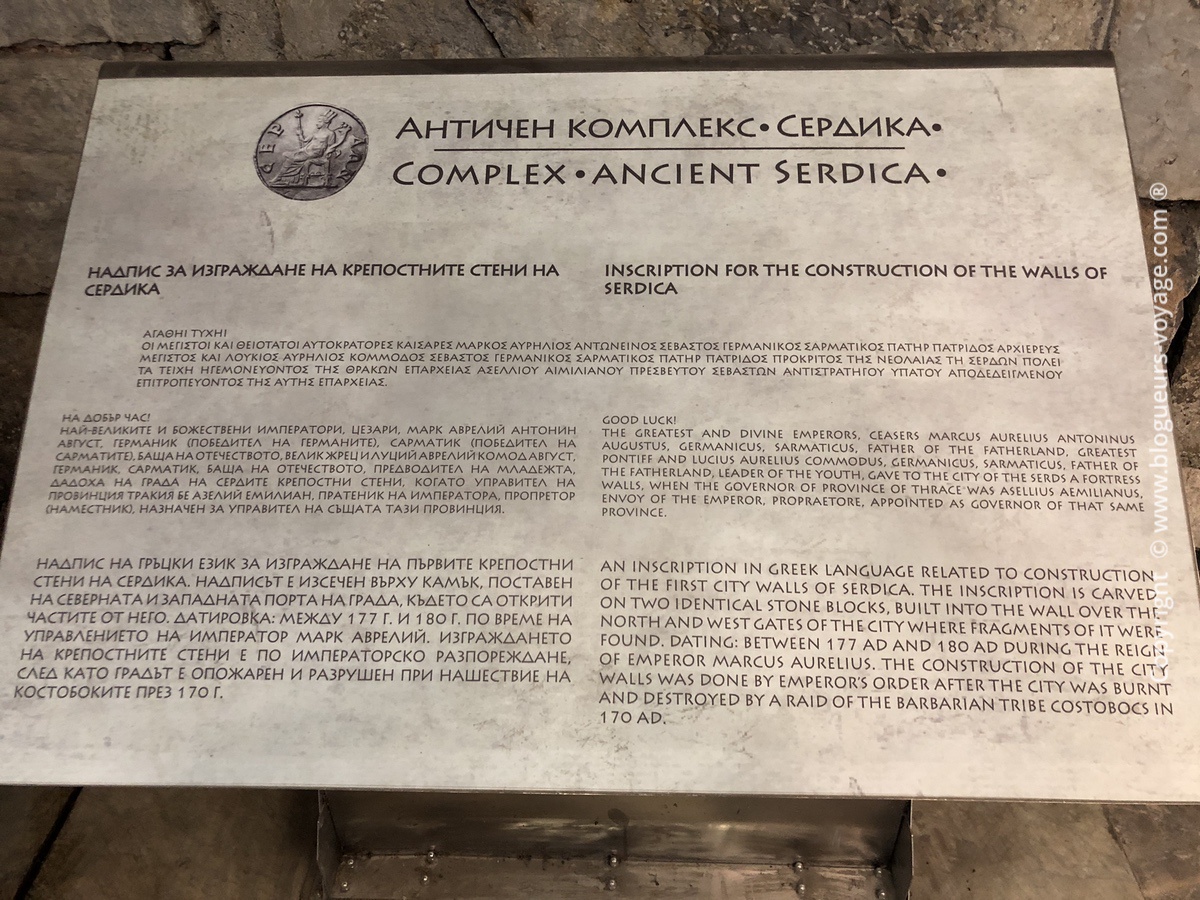 СЕР
ΔΩΝ
АНТИЧЕН КОМПЛЕКС•СЕРДИКА•
COMPLEX•ANCIENT SERDICA•
НАДПИС ЗА ИЗГРАЖДАНЕ НА КРЕПОСТНИТЕ СТЕНИ НА
СЕРДИКА
INSCRIPTION FOR THE CONSTRUCTION OF THE WALLS OF
SERDICA
ΑΓΑΘΗΙ ΤΥΧΗΙ
ΟΙ ΜΕΓΙΣΤΟΙ ΚΑΙ ΘΕΙΟΤΑΤΟΙ ΑΥΤΟΚΡΑΤΟΡΕΣ ΚΑΙΣΑΡΕΣ ΜΑΡΚΟΣ ΑΥΡΗΛΙΟΣ ΑΝΤΩΝΕΙΝΟΣ ΣΕΒΑΣΤΟΣ ΓΕΡΜΑΝΙΚΟΣ ΣΑΡΜΑΤΙΚΟΣ ΠΑΤΗΡ ΠΑΤΡΙΔΟΣ ΑΡΧΙΕΡΕΥΣ
ΜΕΓΙΣΤΟΣ ΚΑΙ ΛΟΥΚΙΟΣ ΑΥΡΗΛΙΟΣ ΚΟΜΜΟΔΟΣ ΣΕΒΑΣΤΟΣ ΓΕΡΜΑΝΙΚΟΣ ΣΑΡΜΑΤΙΚΟΣ ΠΑΤΗΡ ΠΑΤΡΙΔΟΣ ΠΡΟΚΡΙΤΟΣ ΤΗΣ ΝΕΟΛΑΙΑΣ ΤΗ ΣΕΡΔΩΝ ΠΟΛΕΙ
ΤΑ ΤΕΙΧΗ ΗΓΕΜΟΝΕΥΟΝΤΟΣ ΤΗΣ ΘΡΑΚΩΝ ΕΠΑΡΧΕΙΑΣ ΑΣΕΛΛΙΟΥ ΑΙΜΙΛΙΑΝΟΥ ΠΡΕΣΒΕΥΤΟΥ ΣΕΒΑΣΤΩΝ ΑΝΤΙΣΤΡΑΤΗΓΟΥ ΥΠΑΤΟΥ ΑΠΟΔΕΔΕΙΓΜΕΝΟΥ
ΕΠΙΤΡΟΠΕΥΟΝΤΟΣ ΤΗΣ ΑΥΤΗΣ ΕΠΑΡΧΕΙΑΣ.
НА ДОБЪР ЧАС!
НАЙ-ВЕЛИКИТЕ И БОЖЕСТВЕНИ ИМПЕРАТОРИ, ЦЕЗАРИ, МАРК АВРЕЛИЙ АНТОНИН
АВГУСТ, ГЕРМАНИК (ПОБЕДИТЕЛ НА ГЕРМАНИТЕ), САРМАТИК (ПОБЕДИТЕЛ НА
САРМАТИТЕ), БАЩА НА ОТЕЧЕСТВОТО, ВЕЛИК ЖРЕЦ И ЛУЦИЙ АВРЕЛИЙ КОМОД АВГУСТ,
ГЕРМАНИК, САРМАТИК, БАЩА НА ОТЕЧЕСТВОТО, ПРЕДВОДИТЕЛ НА МЛАДЕЖТА,
ДАДОХА НА ГРАДА НА СЕРДИТЕ КРЕПОСТНИ СТЕНИ, КОГАТО УПРАВИТЕЛ НА
ПРОВИНЦИЯ ТРАКИЯ БЕ АЗЕЛИЙ ЕМИЛИАН, ПРАТЕНИК НА ИМПЕРАТОРА, ПРОПРЕТОР
(НАМЕСТНИК), НАЗНАЧЕН ЗА УПРАВИТЕЛ НА СЪЩАТА ТАЗИ ПРОВИНЦИЯ.
GOOD LUCK!
THE GREATEST AND DIVINE EMPERORS, CEASERS MARCUS AURELIUS ANTONINUS
AUGUSTUS, GERMANICUS, SARMATICUS, FATHER OF THE FATHERLAND, GREATEST
PONTIFF AND LUCIUS AURELIUS COMMODUS, GERMANICUS, SARMATICUS, FATHER OF
THE FATHERLAND, LEADER OF THE YOUTH, GAVE TO THE CITY OF THE SERDS A FORTRESS
WALLS, WHEN THE GOVERNOR OF PROVINCE OF THRACE WAS ASELLIUS AEMILIANUS,
ENVOY OF THE EMPEROR, PROPRAETORE, APPOINTED AS GOVERNOR OF THAT SAME
PROVINCE.
НАДПИС НА ГРЪЦКИ ЕЗИК ЗА ИЗГРАЖДАНЕ НА ПЪРВИТЕ КРЕПОСТНИ
СТЕНИ НА СЕРДИКА. НАДПИСЪТ Е ИЗСЕЧЕН ВЪРХУ КАМЪК, ПОСТАВЕН
НА СЕВЕРНАТА И ЗАПАДНАТА ПОРТА НА ГРАДА, КЪДЕТО СА ОТКРИТИ
ЧАСТИТЕ ОТ НЕГО. ДАТИРОВКА: МЕЖДУ 177 Г. И 180 Г. ПО ВРЕМЕ НА
УПРАВЛЕНИЕТО НА ИМПЕРАТОР МАРК АВРЕЛИЙ. ИЗГРАЖДАНЕТО
НА КРЕПОСТНИТЕ СТЕНИ Е ПО ИМПЕРАТОРСКО РАЗПОРЕЖДАНЕ,
СЛЕД КАТО ГРАДЪТ Е ОПОЖАРЕН И РАЗРУШЕН ПРИ НАШЕСТВИЕ НА
КОСТОБОКИТЕ ПРЕЗ 170 Г.
AN INSCRIPTION IN GREEK LANGUAGE RELATED TO CONSTRUCTION
OF THE FIRST CITY WALLS OF SERDICA. THE INSCRIPTION IS CARVED
ON TWO IDENTICAL STONE BLOCKS, BUILT INTO THE WALL OVER THE
NORTH AND WEST GATES OF THE CITY WHERE FRAGMENTS OF IT WERE
FOUND. DATING: BETWEEN 177 AD AND 180 AD DURING THE REIGN
OF EMPEROR MARCUS AURELIUS. THE CONSTRUCTION OF THE CITY
WALLS WAS DONE BY EMPEROR'S ORDER AFTER THE CITY WAS BURNT
AND DESTROYED BY A RAID OF THE BARBARIAN TRIBE COSTOBOCS IN
170 AD.
Copyright © www.blogueurs-voyage.com ®